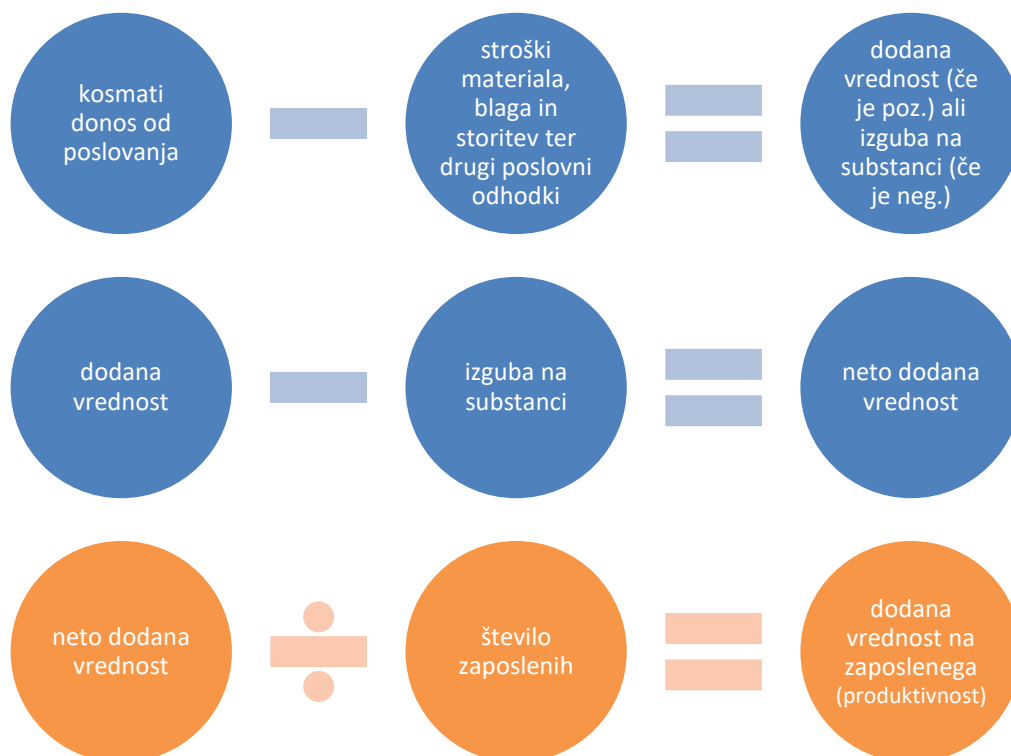 kosmati
donos od
poslovanja
stroški
materiala,
blaga in
storitev ter
drugi poslovni
odhodki
dodana
vrednost (če
je poz.) ali
izguba na
substanci (če
je neg.)
dodana
vrednost
izguba na
substanci
neto dodana
vrednost
neto dodana
vrednost
število
zaposlenih
dodana
vrednost na
zaposlenega
(produktivnost)